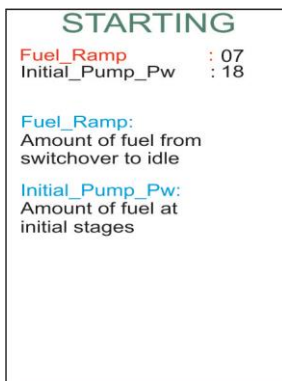 STARTING
Fuel_Ramp : 07
Initial_Pump_Pw : 18
Fuel_Ramp:
Amount of fuel from
switchover to idle
Initial_Pump_Pw:
Amount of fuel at
initial stages